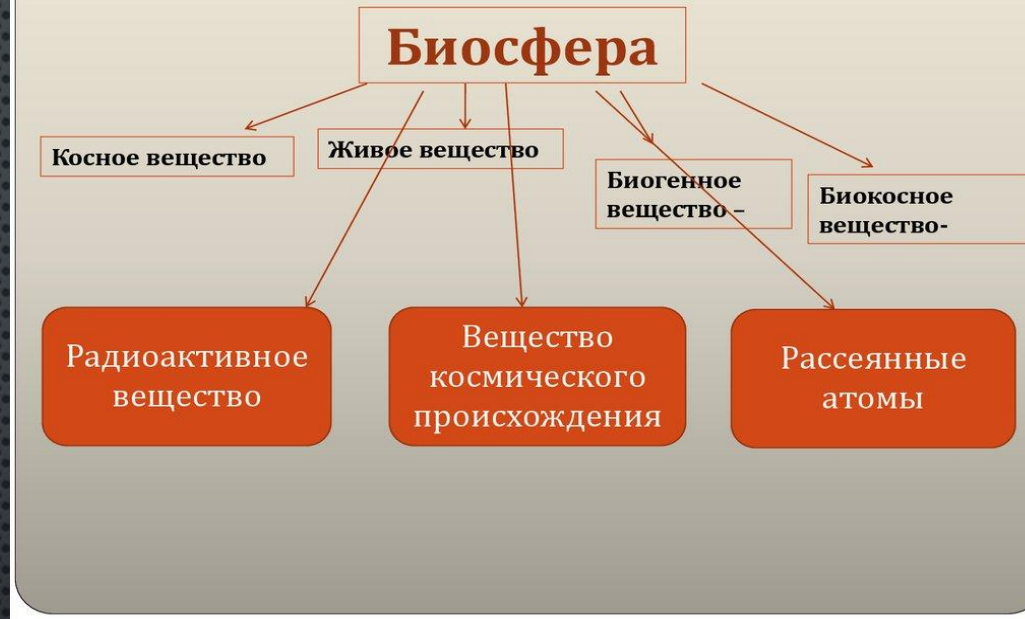 Биосфера
Косное вещество
Живое вещество
Биогенное
вещество –
Биокосное
вещество-
Радиоактивное
вещество
Вещество
космического
происхождения
Рассеянные
атомы